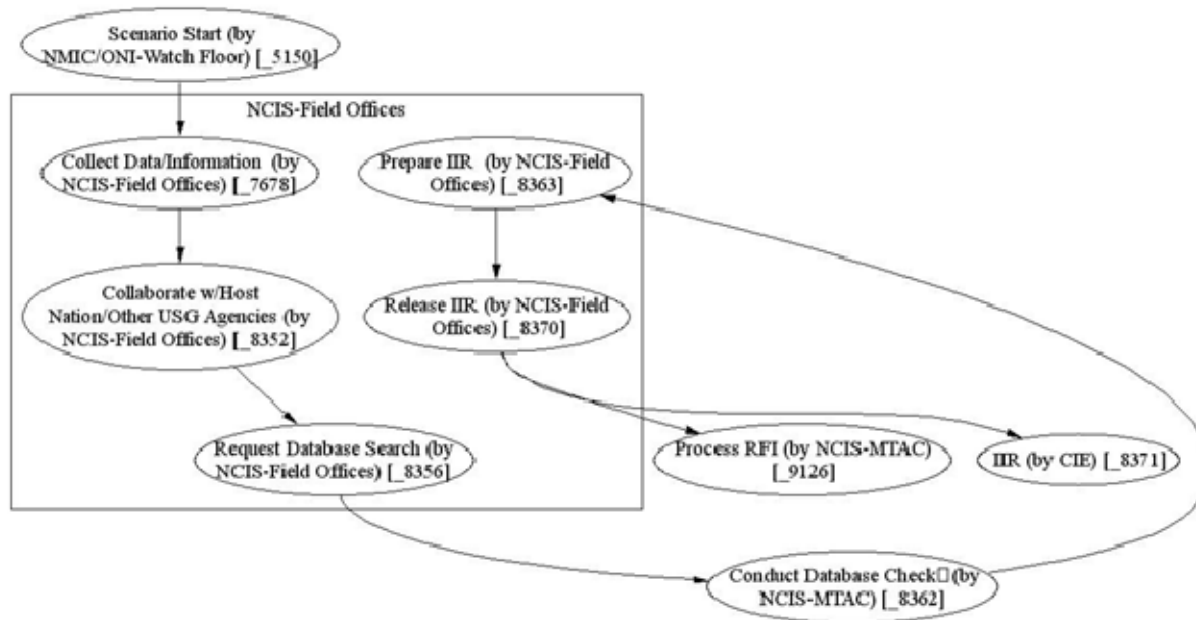 Scenario Start (by
NMIC/ONI-Watch Floor) [_5150]
NCIS-Field Offices
Collect Data/Information (by
NCIS-Field Offices) [_7678]
Prepare IIR (by NCIS-Field
Offices) [_8363]
Collaborate w/Host
Nation/Other USG Agencies (by
NCIS-Field Offices) [_8352]
Release IIR (by NCIS-Field
Offices) [_8370]
Request Database Search (by
NCIS-Field Offices) [_8356]
Process RFI (by NCIS-MTAC)
[_9126]
IIR (by CIE) [_8371]
Conduct Database Check□ (by
NCIS-MTAC) [_8362]